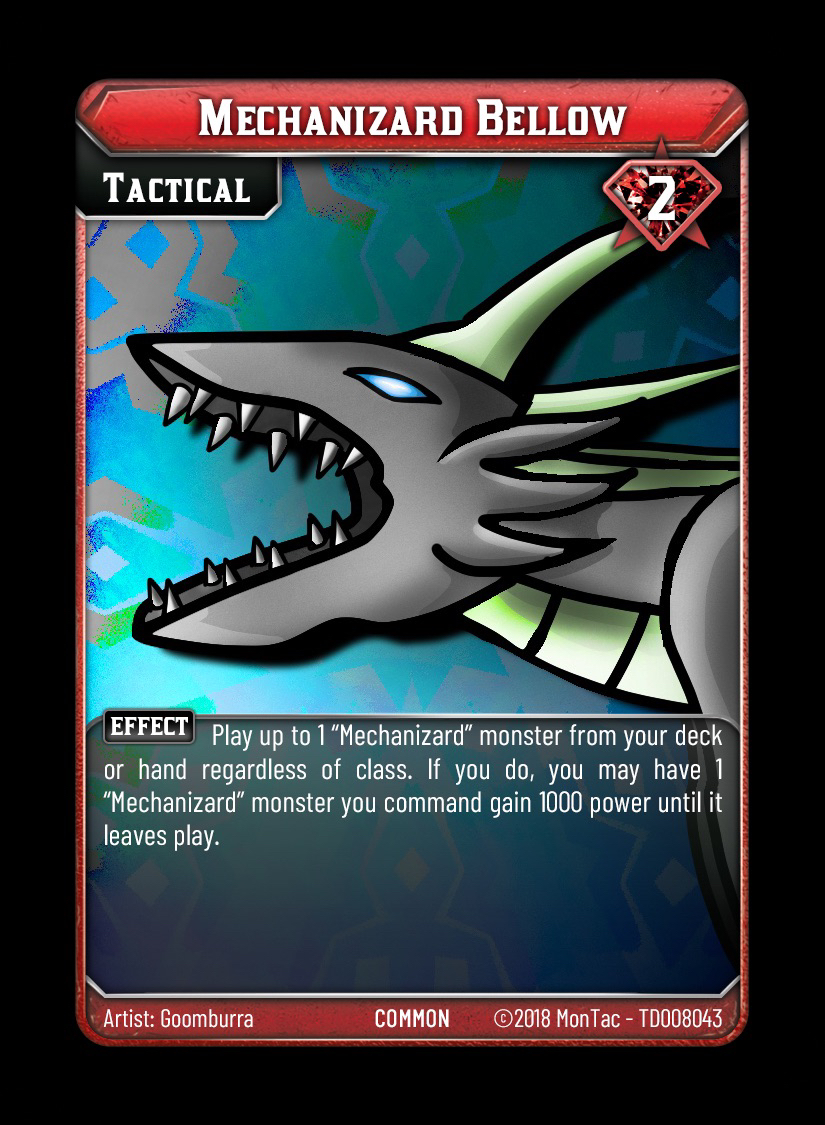 Mechanizard Bellow
Tactical
2
EFFECT Play up to 1 “Mechanizard” monster from your deck
or hand regardless of class. If you do, you may have 1
“Mechanizard” monster you command gain 1000 power until it
leaves play.
Artist: Goomburra COMMON ©2018 MonTac - TD008043